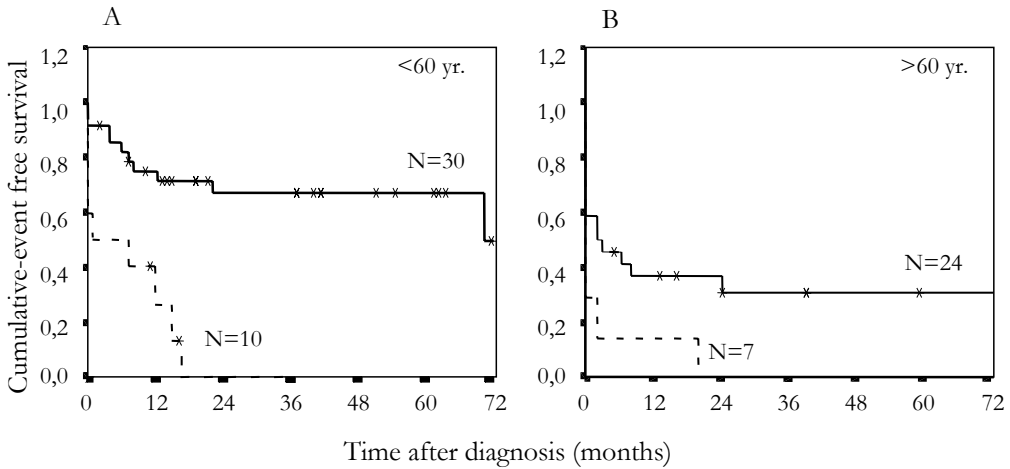 A
B
Cumulative-event free survival
1,2
1,0
0,8
0,6
0,4
0,2
0,0
<60 yr.
N=30
N=10
0 12 24 36 48 60 72
1,2
1,0
0,8
0,6
0,4
0,2
0,0
>60 yr.
N=24
N=7
0 12 24 36 48 60 72
Time after diagnosis (months)